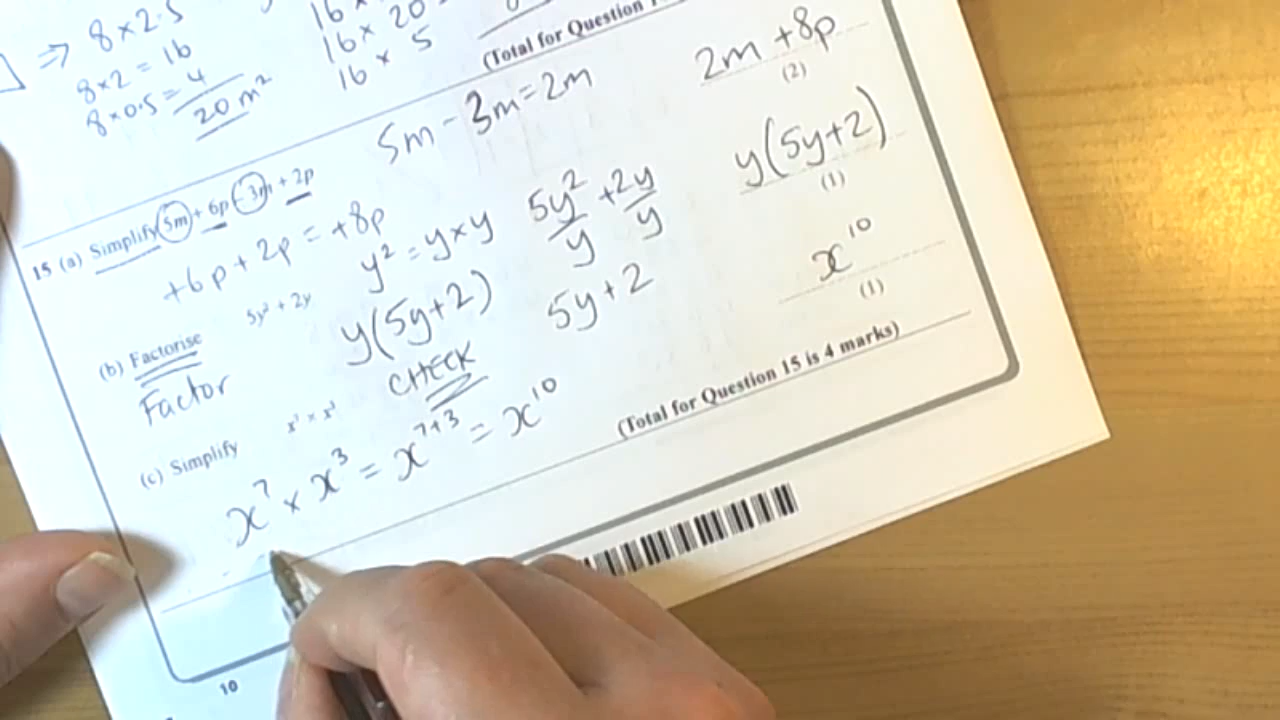 ⇒ 8 × 2·5
8 × 2 = 16
8 × 0·5 = 4
20 m²
16 ×
16 × 20
16 × 5
(Total for Question
5m - 3m = 2m
2m + 8p
(2)
15 (a) Simplify 5m + 6p - 3m + 2p
+6p + 2p = +8p
y² = y × y
5y²/y + 2y/y
y(5y+2)
(1)
(b) Factorise 5y² + 2y
Factor
y(5y+2)
5y + 2
CHECK
x¹⁰
(1)
(c) Simplify x⁷ × x³
x⁷ × x³ = x⁷⁺³ = x¹⁰
(Total for Question 15 is 4 marks)
10